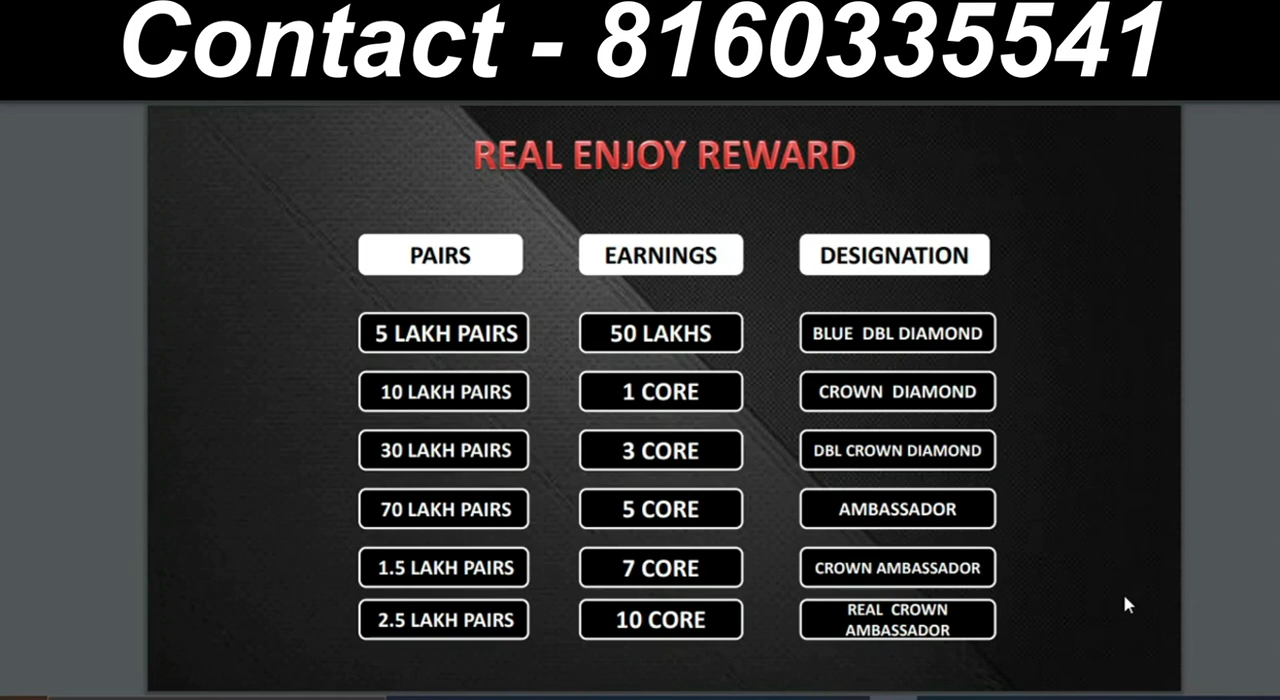 Contact - 8160335541
REAL ENJOY REWARD
PAIRS EARNINGS DESIGNATION
5 LAKH PAIRS 50 LAKHS BLUE DBL DIAMOND
10 LAKH PAIRS 1 CORE CROWN DIAMOND
30 LAKH PAIRS 3 CORE DBL CROWN DIAMOND
70 LAKH PAIRS 5 CORE AMBASSADOR
1.5 LAKH PAIRS 7 CORE CROWN AMBASSADOR
2.5 LAKH PAIRS 10 CORE REAL CROWN
AMBASSADOR